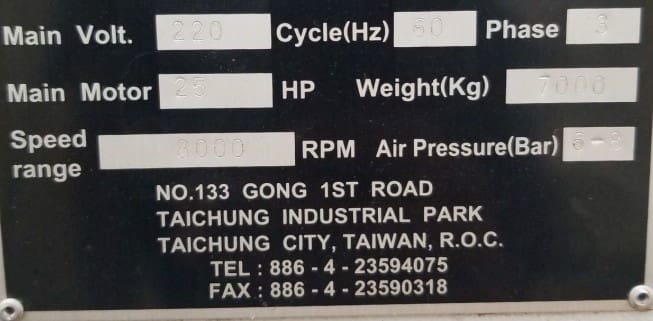 Main Volt. 220 Cycle(Hz) 60 Phase 3
Main Motor 25 HP Weight(Kg) 7000
Speed range 8000 RPM Air Pressure(Bar) 6-8
NO.133 GONG 1ST ROAD
TAICHUNG INDUSTRIAL PARK
TAICHUNG CITY, TAIWAN, R.O.C.
TEL : 886 - 4 - 23594075
FAX : 886 - 4 - 23590318